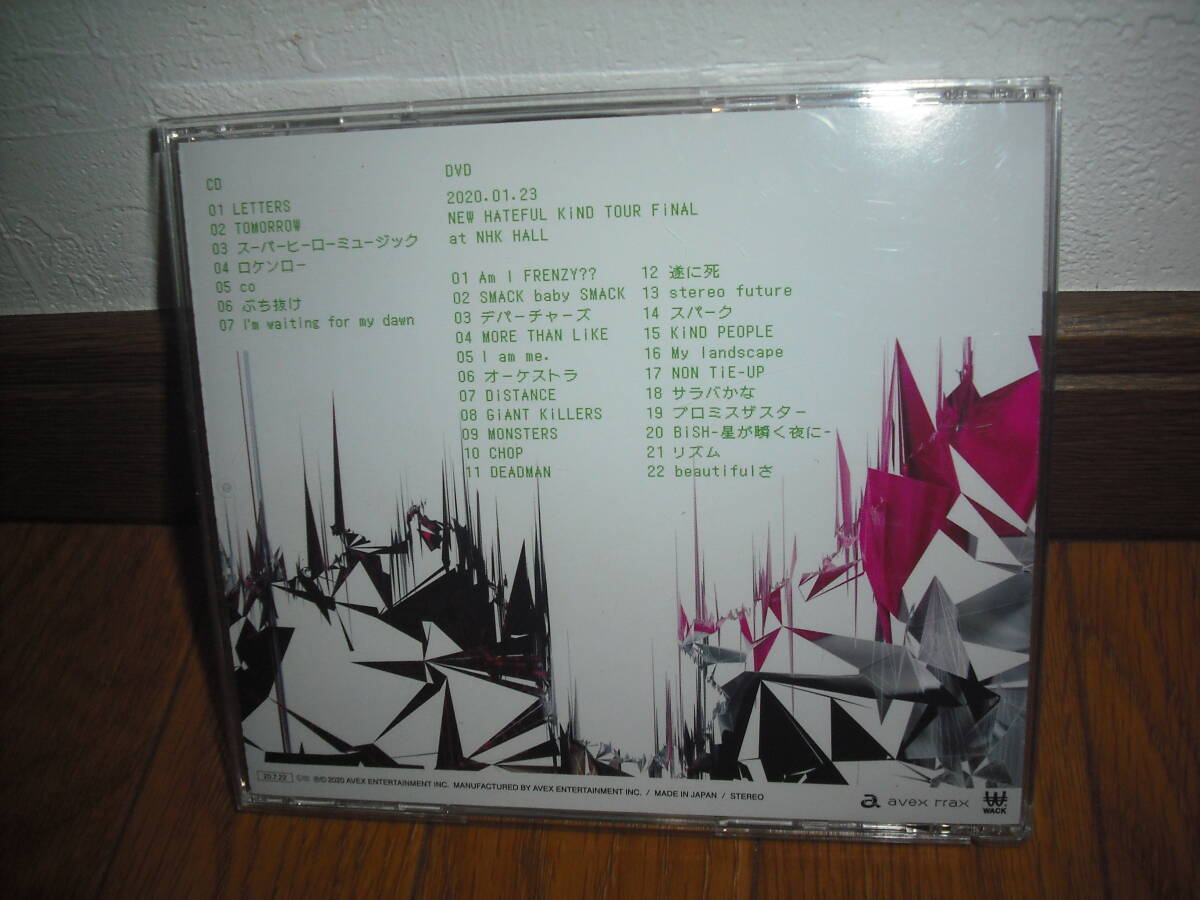 CD
01 LETTERS
02 TOMORROW
03 スーパーヒーローミュージック
04 ロケンロー
05 co
06 ぶち抜け
07 I'm waiting for my dawn
DVD
2020.01.23
NEW HATEFUL KiND TOUR FiNAL
at NHK HALL
01 Am I FRENZY??
02 SMACK baby SMACK
03 デパーチャーズ
04 MORE THAN LiKE
05 I am me.
06 オーケストラ
07 DiSTANCE
08 GiANT KiLLERS
09 MONSTERS
10 CHOP
11 DEADMAN
12 遂に死
13 stereo future
14 スパーク
15 KiND PEOPLE
16 My landscape
17 NON TiE-UP
18 サラバかな
19 プロミスザスター
20 BiSH-星が瞬く夜に-
21 リズム
22 beautifulさ
20.7.22 ℗© 2020 AVEX ENTERTAINMENT INC. MANUFACTURED BY AVEX ENTERTAINMENT INC. / MADE IN JAPAN / STEREO
a avex trax
WACK